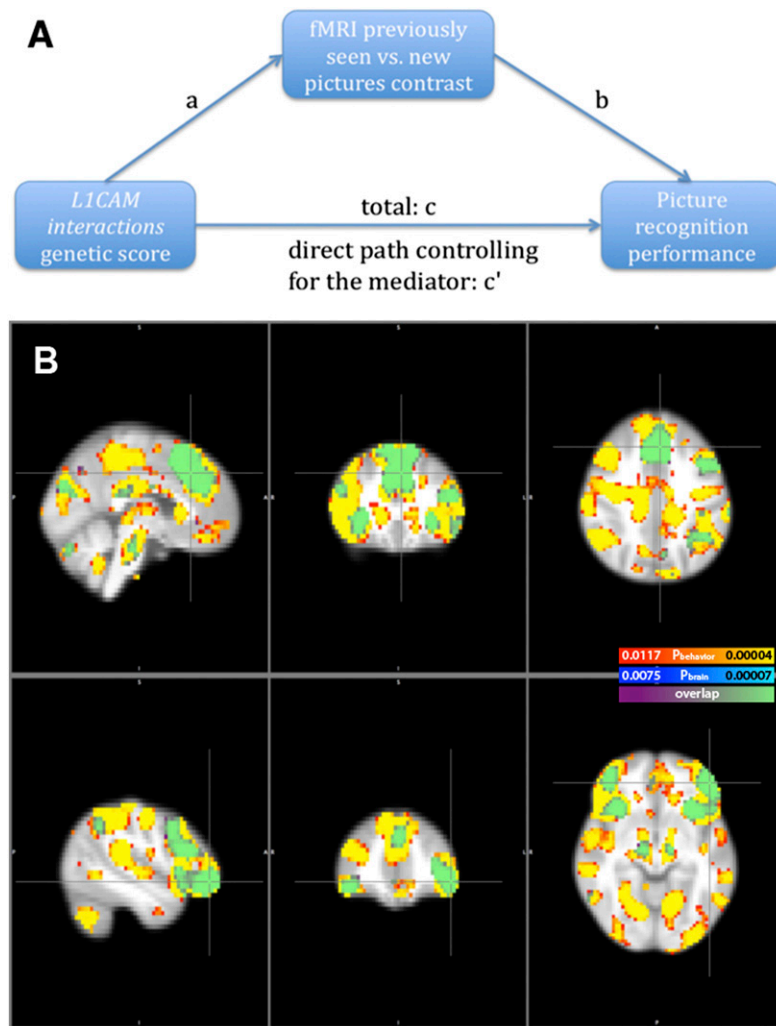 A
fMRI previously
seen vs. new
pictures contrast
a
b
L1CAM
interactions
genetic score
total: c
direct path controlling
for the mediator: c'
Picture
recognition
performance
B
0.0117 Pbehavior 0.00004
0.0075 Pbrain 0.00007
overlap